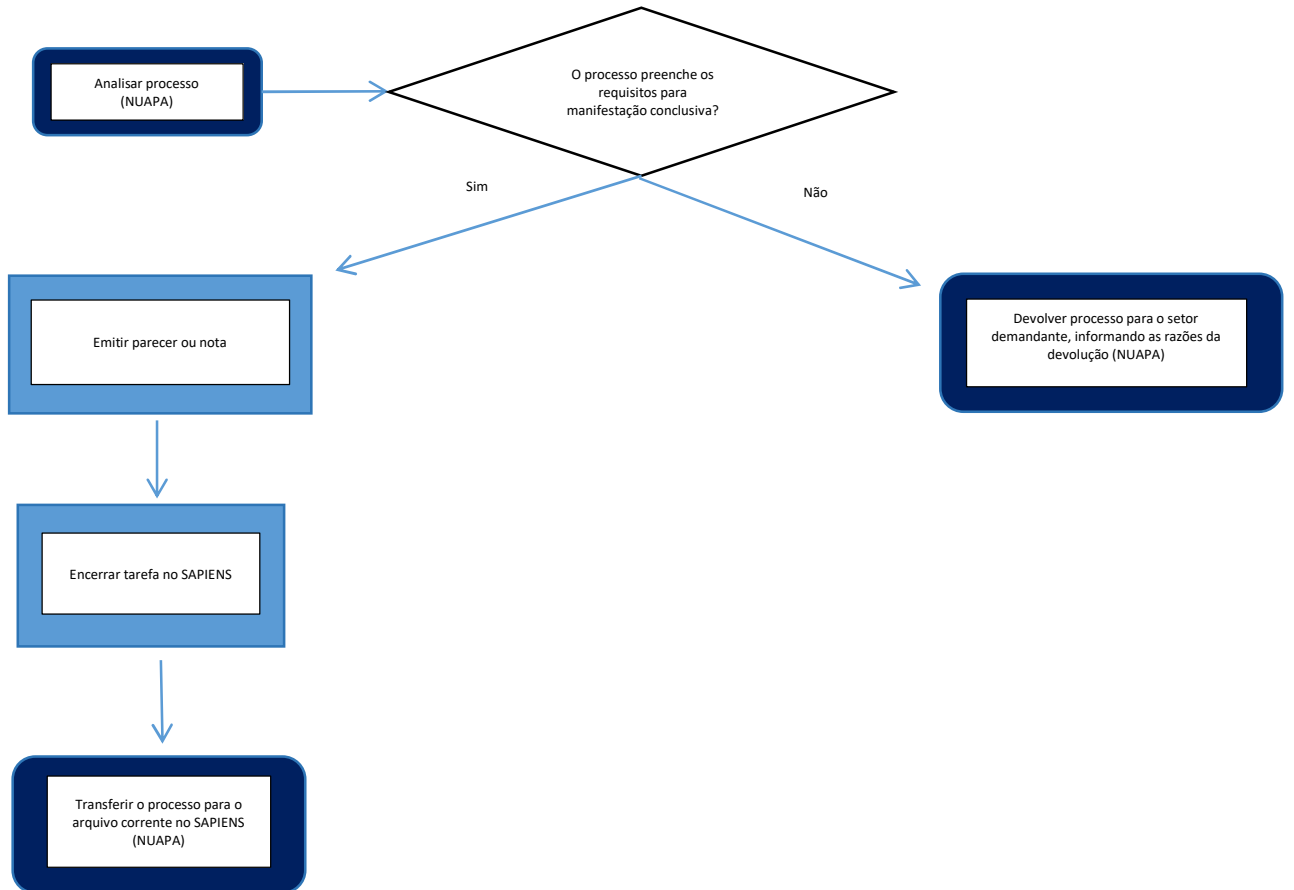 Analisar processo
(NUAPA)
O processo preenche os
requisitos para
manifestação conclusiva?
Sim
Não
Emitir parecer ou nota
Devolver processo para o setor
demandante, informando as razões da
devolução (NUAPA)
Encerrar tarefa no SAPIENS
Transferir o processo para o
arquivo corrente no SAPIENS
(NUAPA)